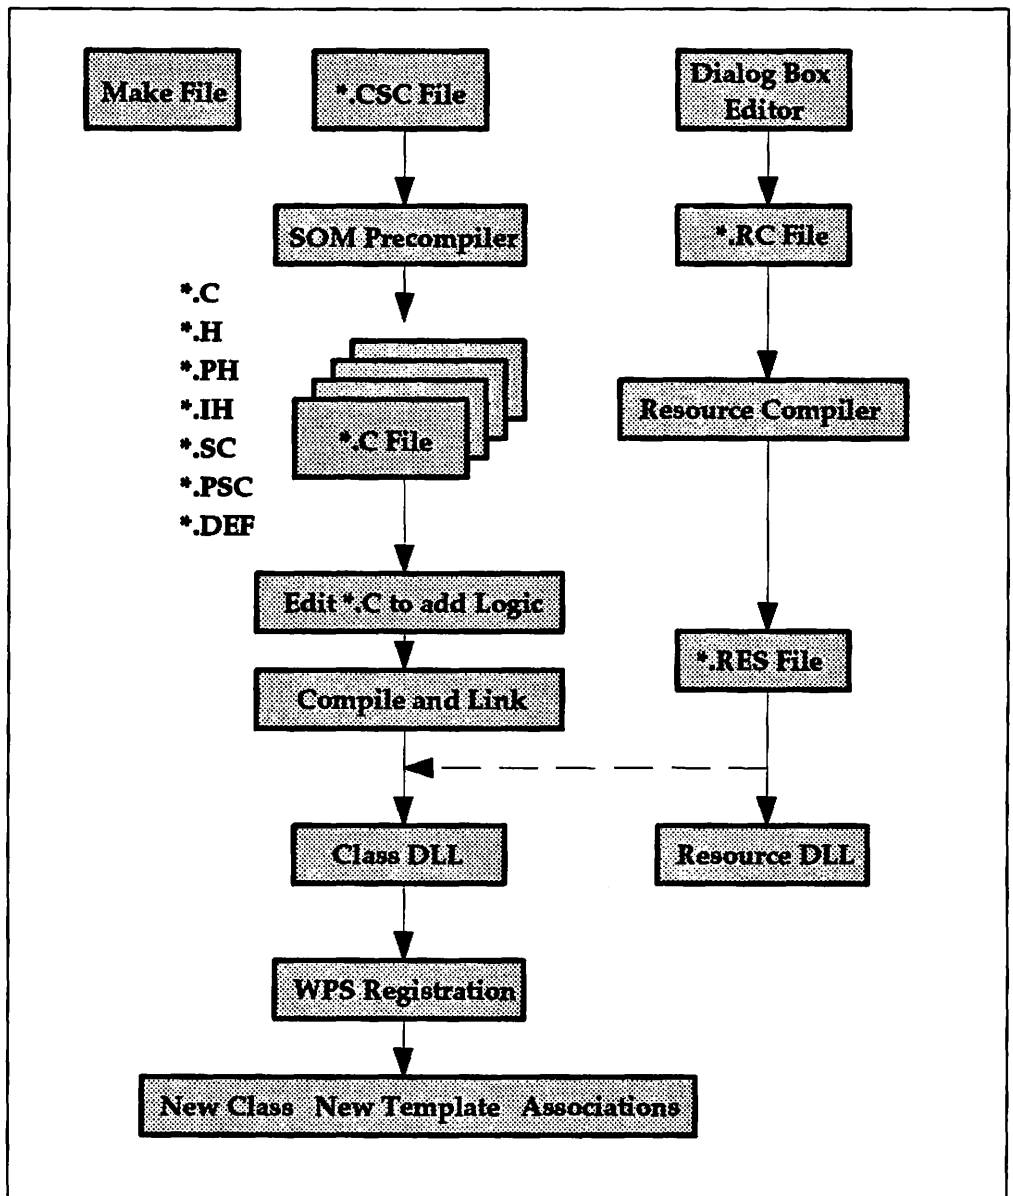 Make File
*.CSC File
Dialog Box
Editor
SOM Precompiler
*.RC File
*.C
*.H
*.PH
*.IH
*.SC
*.PSC
*.DEF
*.C File
Resource Compiler
Edit *.C to add Logic
*.RES File
Compile and Link
Class DLL
Resource DLL
WPS Registration
New Class New Template Associations